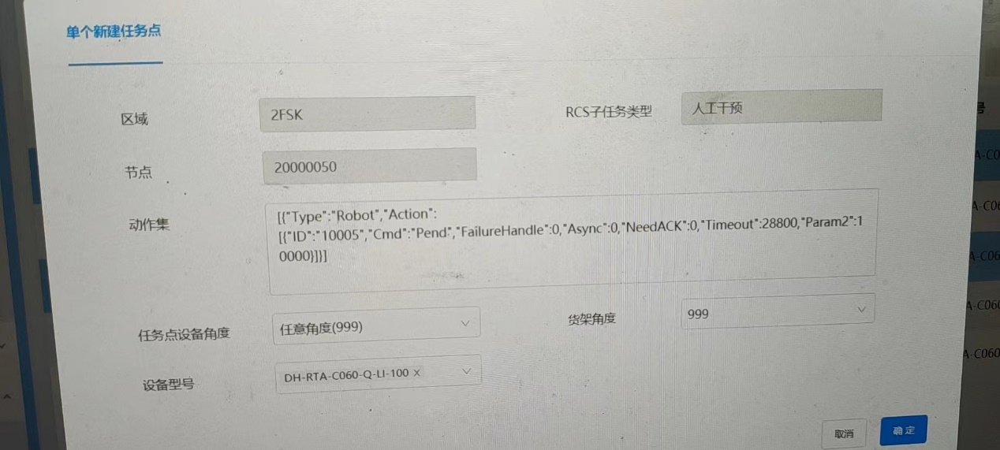 单个新建任务点
区域 2FSK RCS子任务类型 人工干预
节点 20000050
动作集 [{"Type":"Robot","Action":
[{"ID":"10005","Cmd":"Pend","FailureHandle":0,"Async":0,"NeedACK":0,"Timeout":28800,"Param2":1
0000}]}]
任务点设备角度 任意角度(999) 货架角度 999
设备型号 DH-RTA-C060-Q-LI-100 ×
取消 确定
号
A-C0
A-C06
A-C06
A-C060
A-C060